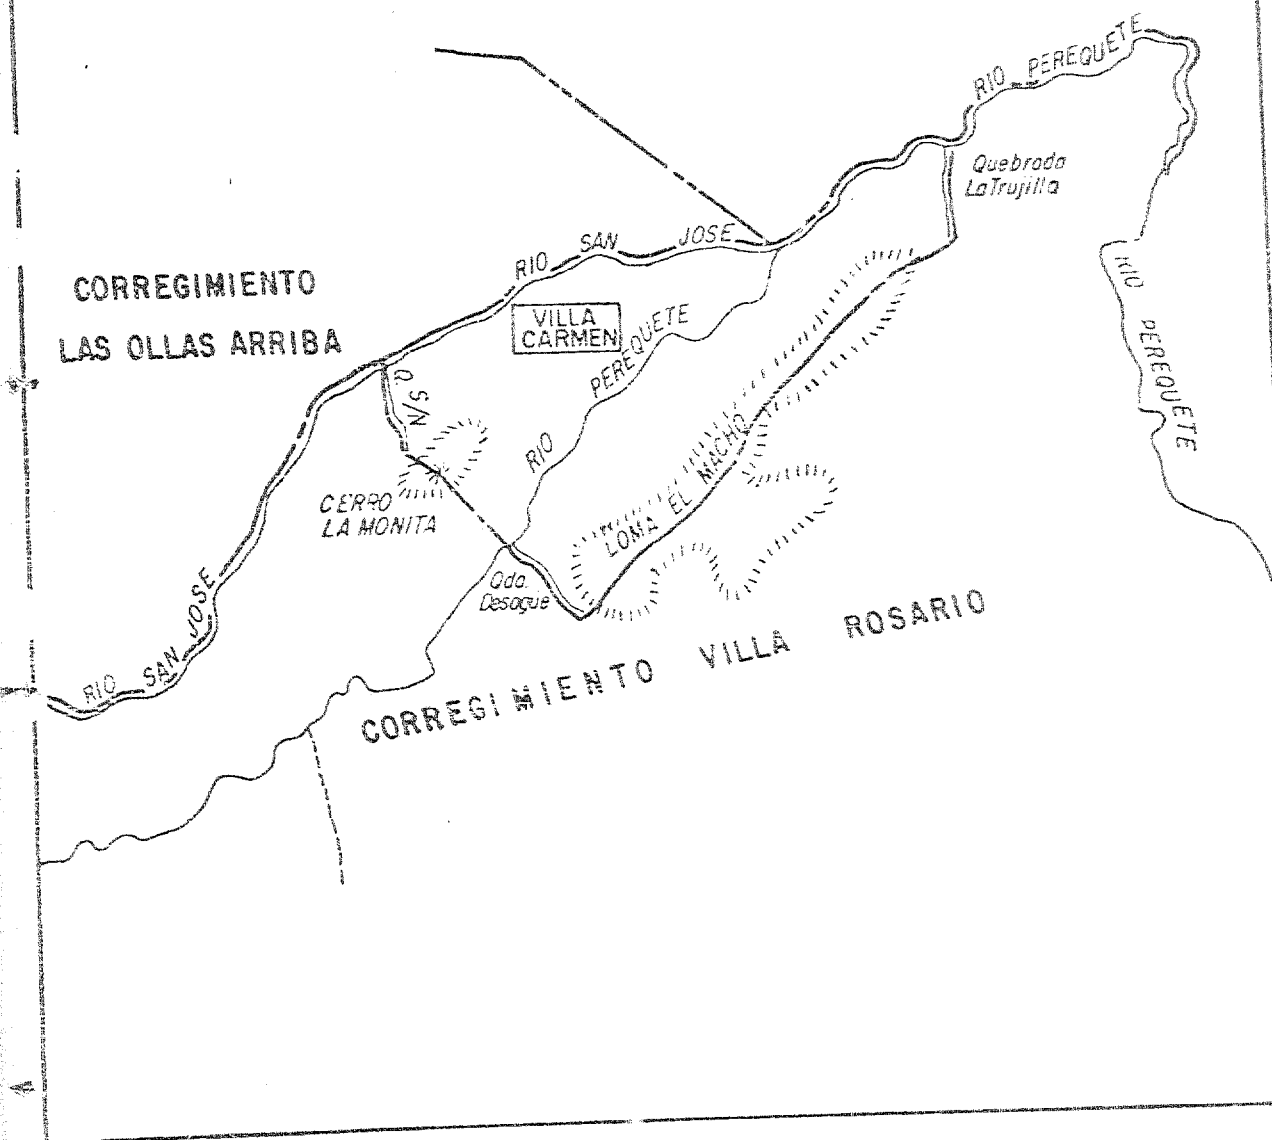 RIO PEREQUETE
Quebrada
La Trujilla
RIO SAN JOSE
CORREGIMIENTO
LAS OLLAS ARRIBA
VILLA
CARMEN
RIO PEREQUETE
RIO PEREQUETE
Q. S/N
CERRO
LA MONITA
LOMA EL MACHO
Qda.
Desague
RIO SAN JOSE
CORREGIMIENTO VILLA ROSARIO